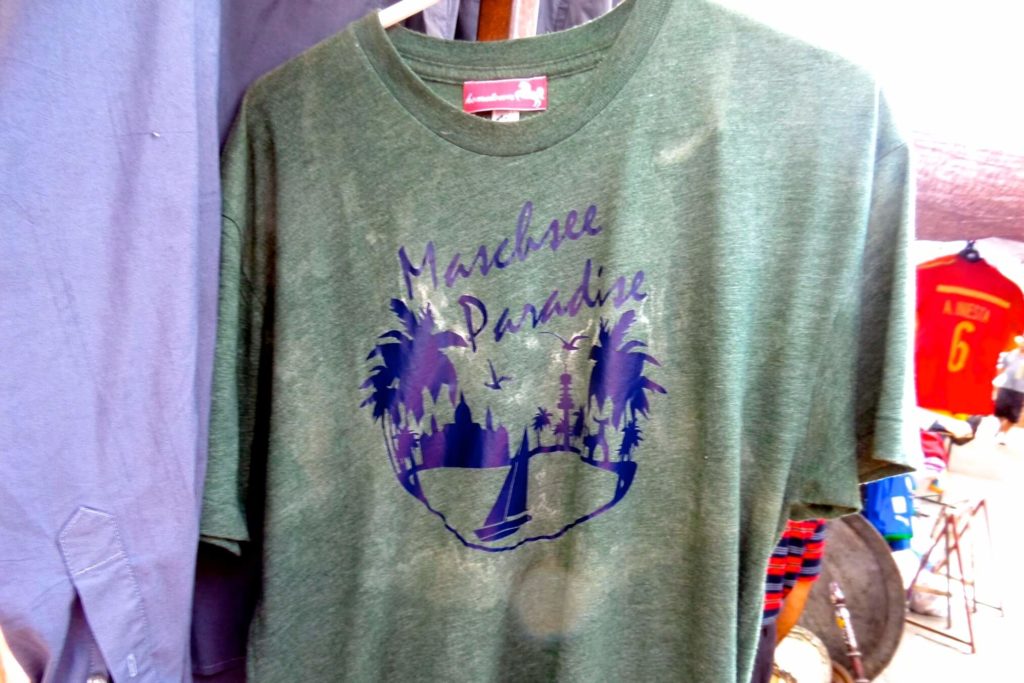 Maschsee
Paradise
A. INIESTA
6